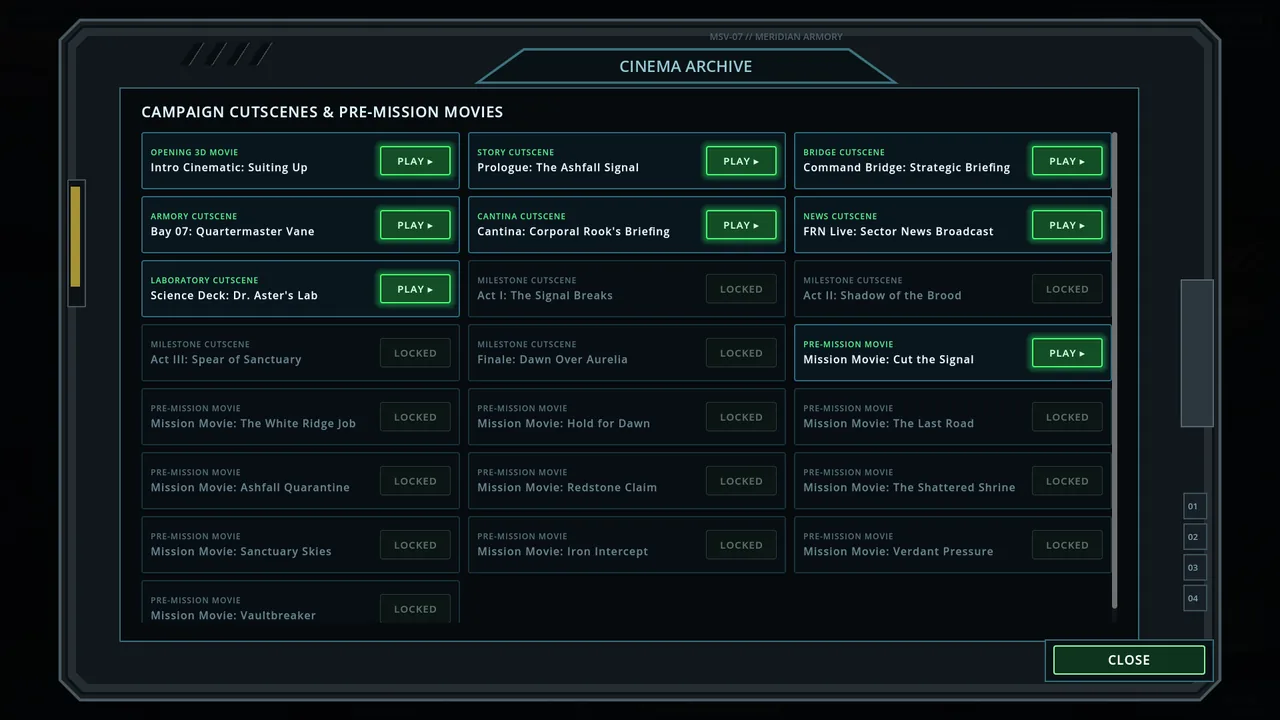 MSV-07 // MERIDIAN ARMORY
CINEMA ARCHIVE
CAMPAIGN CUTSCENES & PRE-MISSION MOVIES
OPENING 3D MOVIE
Intro Cinematic: Suiting Up
PLAY ▸
STORY CUTSCENE
Prologue: The Ashfall Signal
PLAY ▸
BRIDGE CUTSCENE
Command Bridge: Strategic Briefing
PLAY ▸
ARMORY CUTSCENE
Bay 07: Quartermaster Vane
PLAY ▸
CANTINA CUTSCENE
Cantina: Corporal Rook's Briefing
PLAY ▸
NEWS CUTSCENE
FRN Live: Sector News Broadcast
PLAY ▸
LABORATORY CUTSCENE
Science Deck: Dr. Aster's Lab
PLAY ▸
MILESTONE CUTSCENE
Act I: The Signal Breaks
LOCKED
MILESTONE CUTSCENE
Act II: Shadow of the Brood
LOCKED
MILESTONE CUTSCENE
Act III: Spear of Sanctuary
LOCKED
MILESTONE CUTSCENE
Finale: Dawn Over Aurelia
LOCKED
PRE-MISSION MOVIE
Mission Movie: Cut the Signal
PLAY ▸
PRE-MISSION MOVIE
Mission Movie: The White Ridge Job
LOCKED
PRE-MISSION MOVIE
Mission Movie: Hold for Dawn
LOCKED
PRE-MISSION MOVIE
Mission Movie: The Last Road
LOCKED
PRE-MISSION MOVIE
Mission Movie: Ashfall Quarantine
LOCKED
PRE-MISSION MOVIE
Mission Movie: Redstone Claim
LOCKED
PRE-MISSION MOVIE
Mission Movie: The Shattered Shrine
LOCKED
PRE-MISSION MOVIE
Mission Movie: Sanctuary Skies
LOCKED
PRE-MISSION MOVIE
Mission Movie: Iron Intercept
LOCKED
PRE-MISSION MOVIE
Mission Movie: Verdant Pressure
LOCKED
PRE-MISSION MOVIE
Mission Movie: Vaultbreaker
LOCKED
01
02
03
04
CLOSE